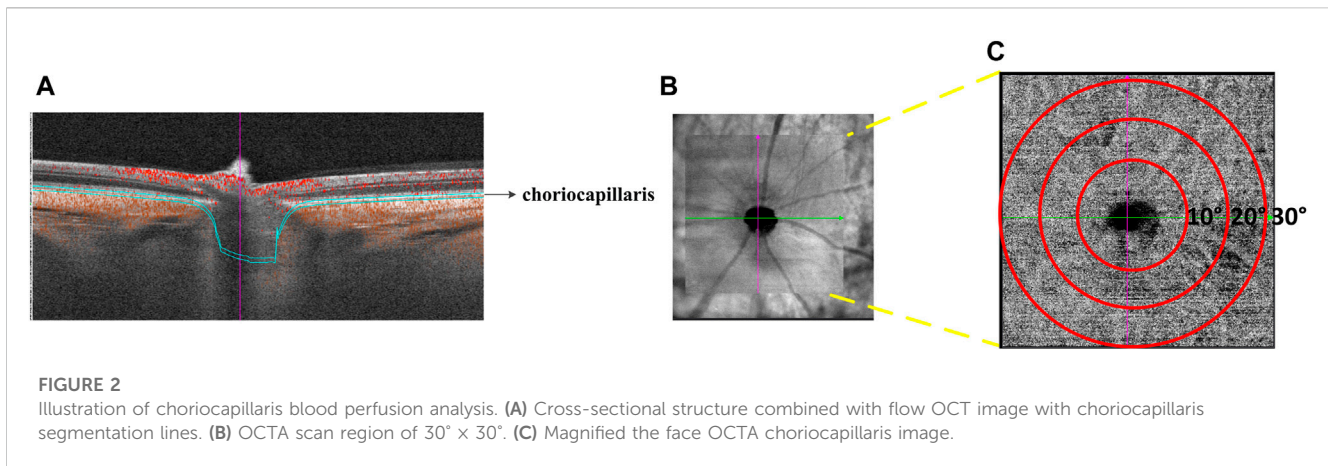 A
B
C
choriocapillaris
10° 20° 30°
FIGURE 2
Illustration of choriocapillaris blood perfusion analysis. (A) Cross-sectional structure combined with flow OCT image with choriocapillaris
segmentation lines. (B) OCTA scan region of 30° × 30°. (C) Magnified the face OCTA choriocapillaris image.